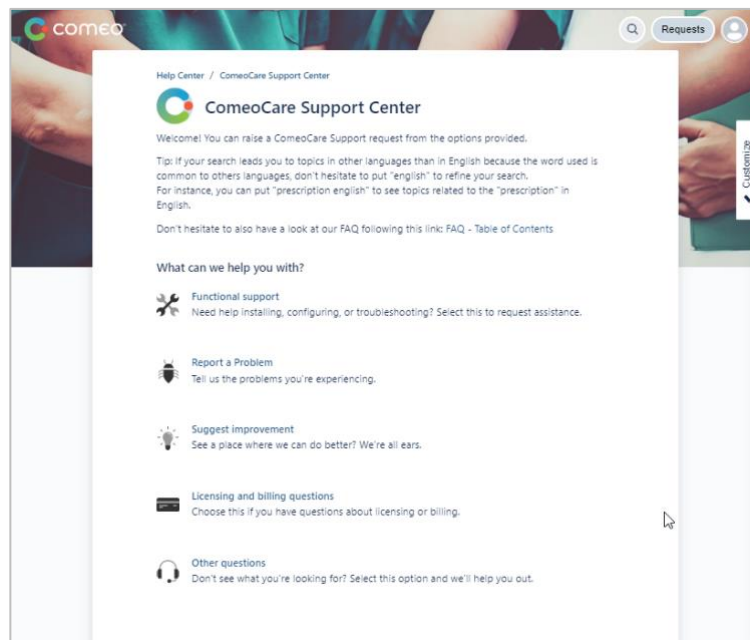 comeo
Requests
Help Center / ComeoCare Support Center
Customize
ComeoCare Support Center
Welcome! You can raise a ComeoCare Support request from the options provided.
Tip: If your search leads you to topics in other languages than in English because the word used is
common to others languages, don't hesitate to put "english" to refine your search.
For instance, you can put "prescription english" to see topics related to the "prescription" in
English.
Don't hesitate to also have a look at our FAQ following this link: FAQ - Table of Contents
What can we help you with?
Functional support
Need help installing, configuring, or troubleshooting? Select this to request assistance.
Report a Problem
Tell us the problems you're experiencing.
Suggest improvement
See a place where we can do better? We're all ears.
Licensing and billing questions
Choose this if you have questions about licensing or billing.
Other questions
Don't see what you're looking for? Select this option and we'll help you out.